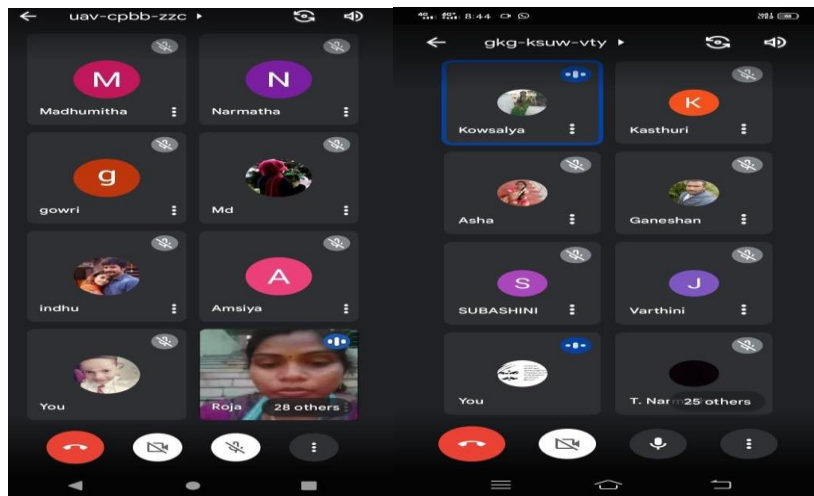 uav-cpbb-zzc
M
N
Madhumitha
Narmatha
g
gowri
Md
A
indhu
Amsiya
You
Roja
28 others
8:44
gkg-ksuw-vty
K
Kowsalya
Kasthuri
Asha
Ganeshan
S
J
SUBASHINI
Varthini
You
T. Nar
25 others